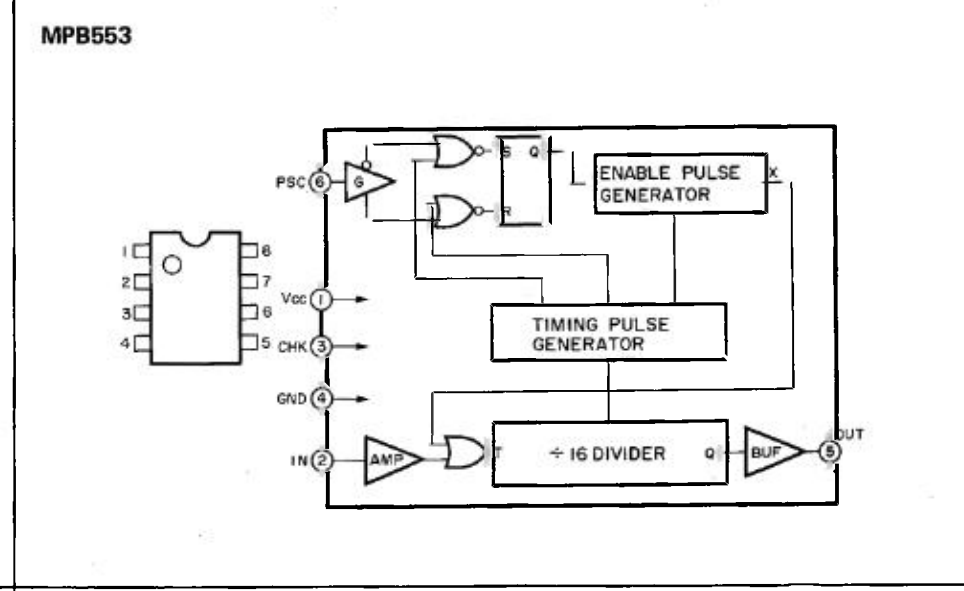 MPB553
PSC 6
G
S Q
R
ENABLE PULSE
GENERATOR
X
1
2
3
4
8
7
6
5
Vcc 1
CHK 3
GND 4
IN 2
TIMING PULSE
GENERATOR
AMP
T
÷ 16 DIVIDER
Q
BUF
5
OUT